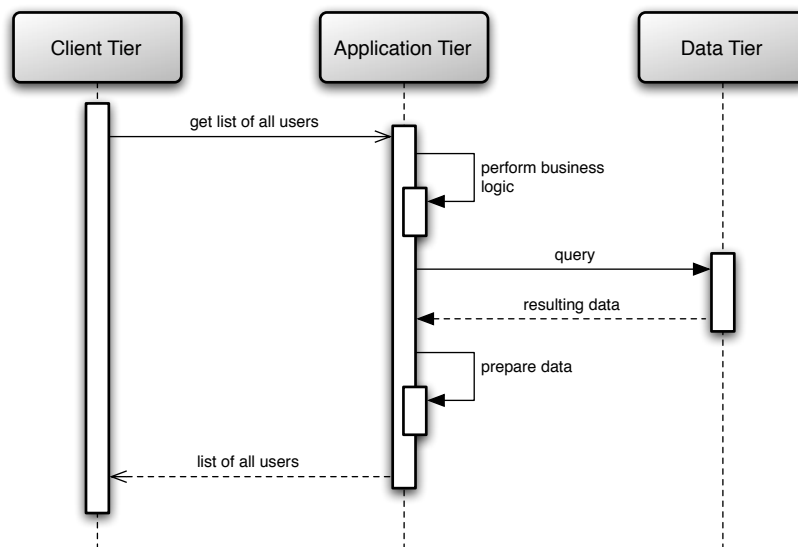 Client Tier
Application Tier
Data Tier
get list of all users
perform business
logic
query
resulting data
prepare data
list of all users